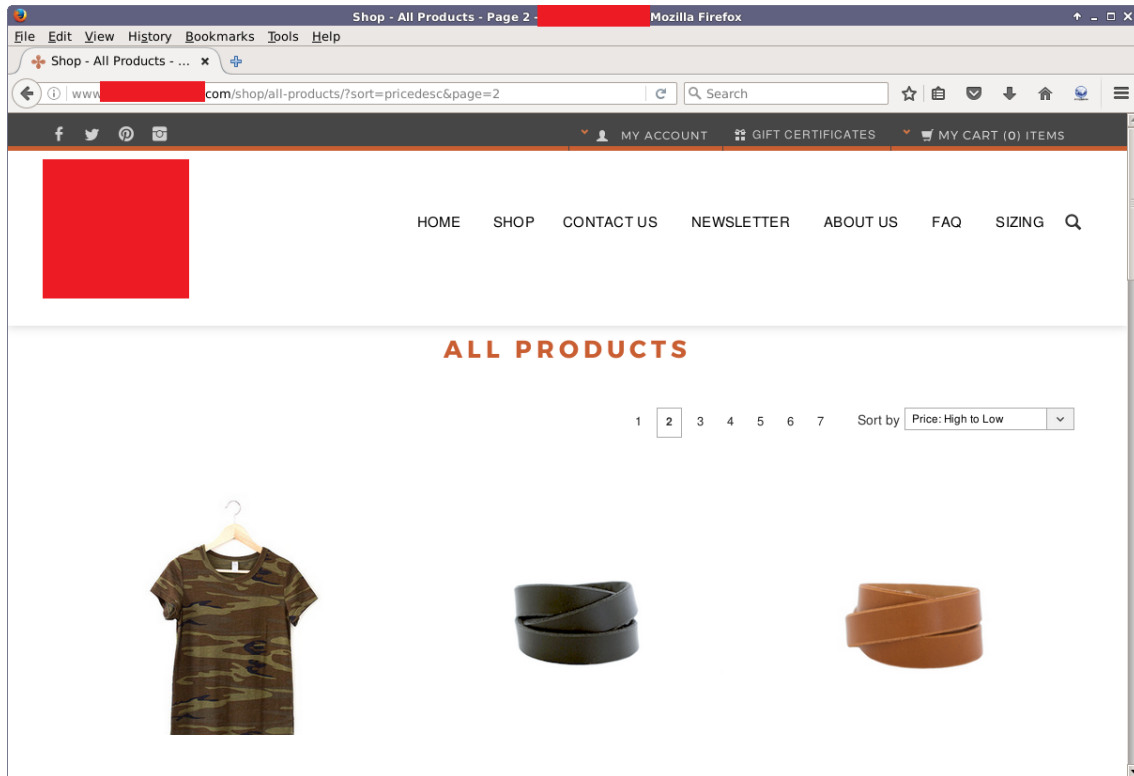 Shop - All Products - Page 2 - Mozilla Firefox
File Edit View History Bookmarks Tools Help
Shop - All Products - ...
www .com/shop/all-products/?sort=pricedesc&page=2 Search
MY ACCOUNT GIFT CERTIFICATES MY CART (0) ITEMS
HOME SHOP CONTACT US NEWSLETTER ABOUT US FAQ SIZING
ALL PRODUCTS
1 2 3 4 5 6 7 Sort by Price: High to Low